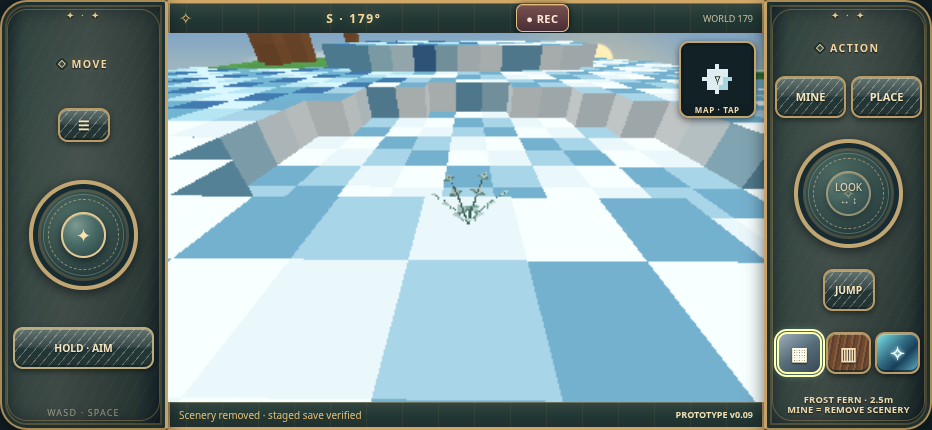 MOVE
HOLD · AIM
WASD · SPACE
S · 179°
● REC
WORLD 179
MAP · TAP
Scenery removed · staged save verified
PROTOTYPE v0.09
ACTION
MINE
PLACE
LOOK
JUMP
FROST FERN · 2.5m
MINE = REMOVE SCENERY